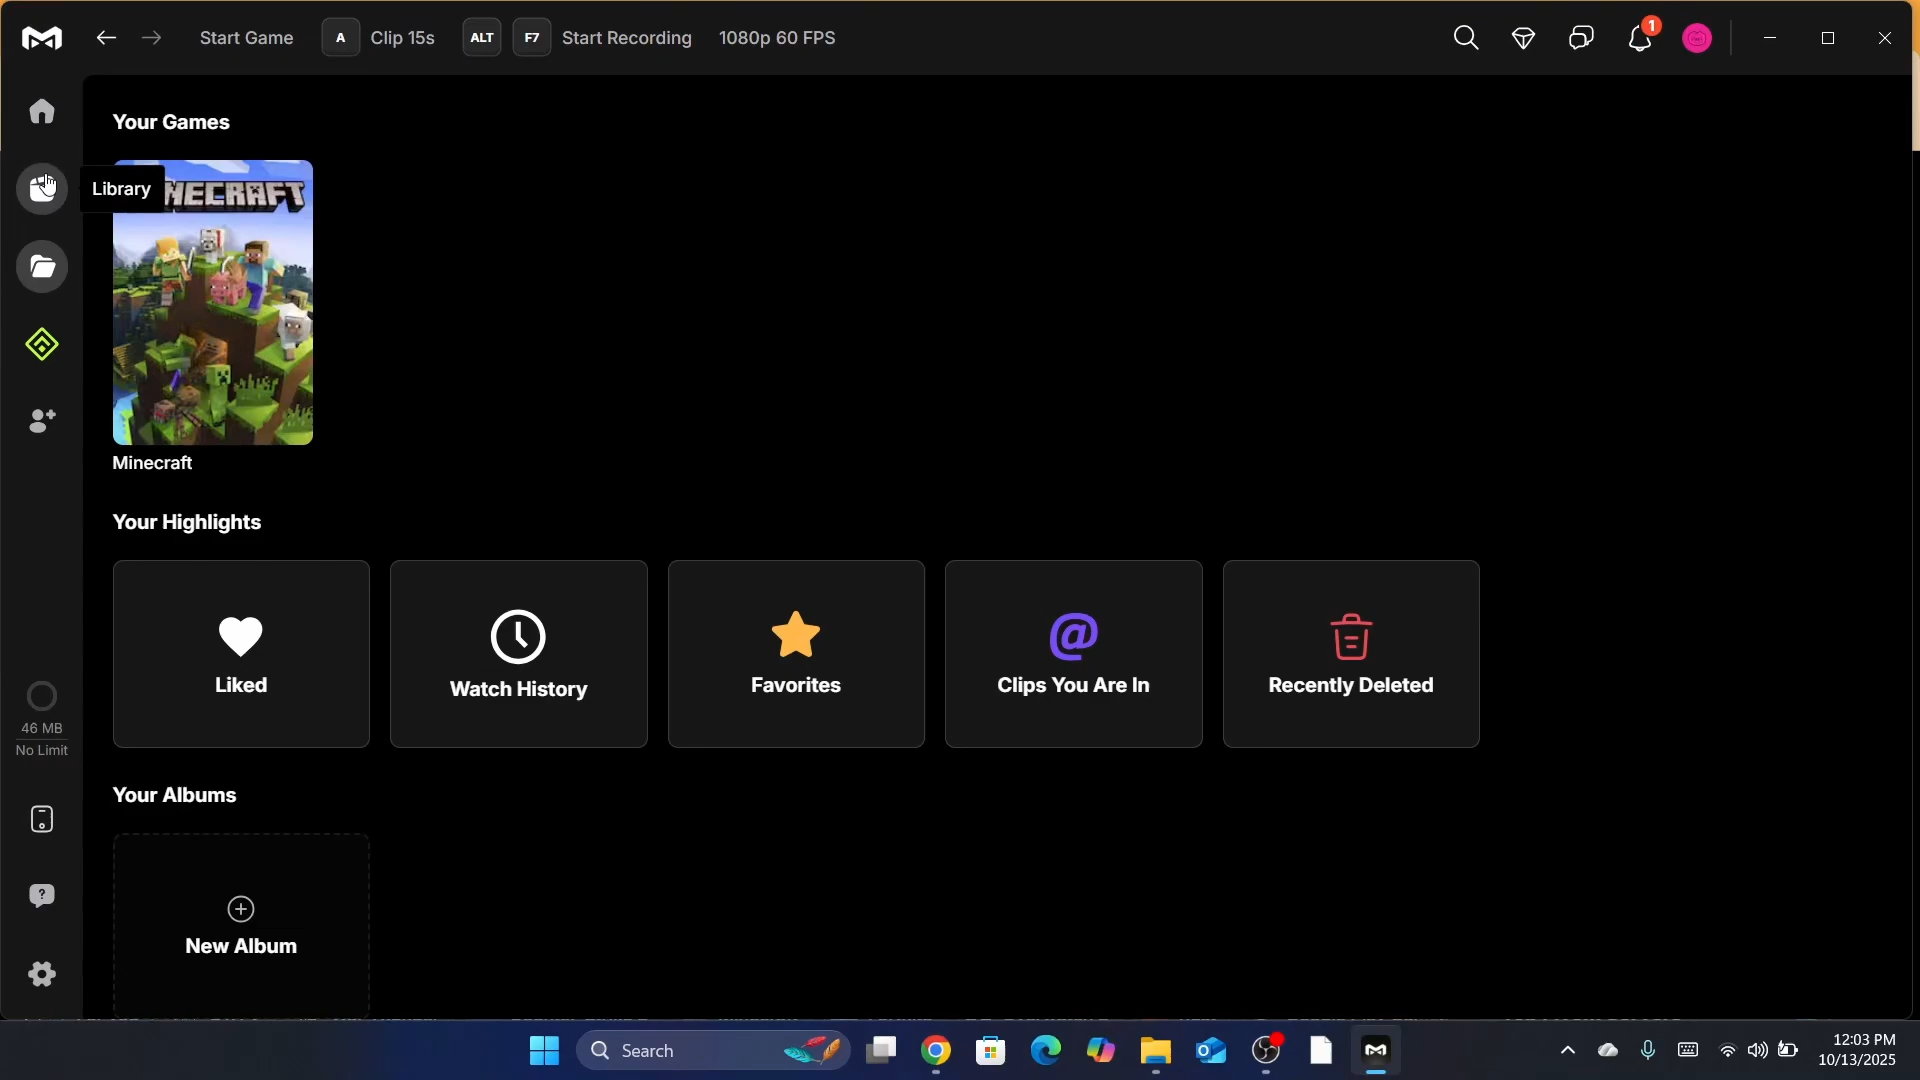 Start Game A Clip 15s ALT F7 Start Recording 1080p 60 FPS
1
Your Games
Library
NECRAFT
Minecraft
Your Highlights
Liked
Watch History
Favorites
@
Clips You Are In
Recently Deleted
46 MB
No Limit
Your Albums
New Album
Search
12:03 PM
10/13/2025